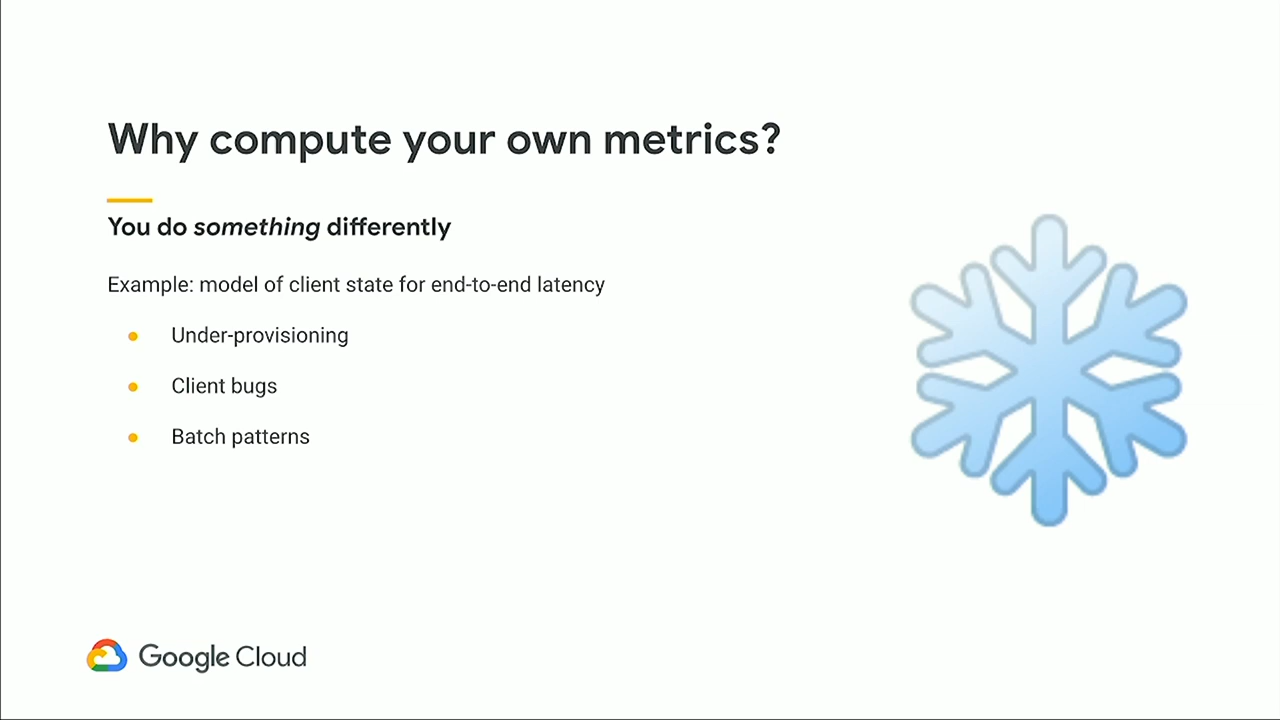 Why compute your own metrics?
You do something differently
Example: model of client state for end-to-end latency
Under-provisioning
Client bugs
Batch patterns
Google Cloud